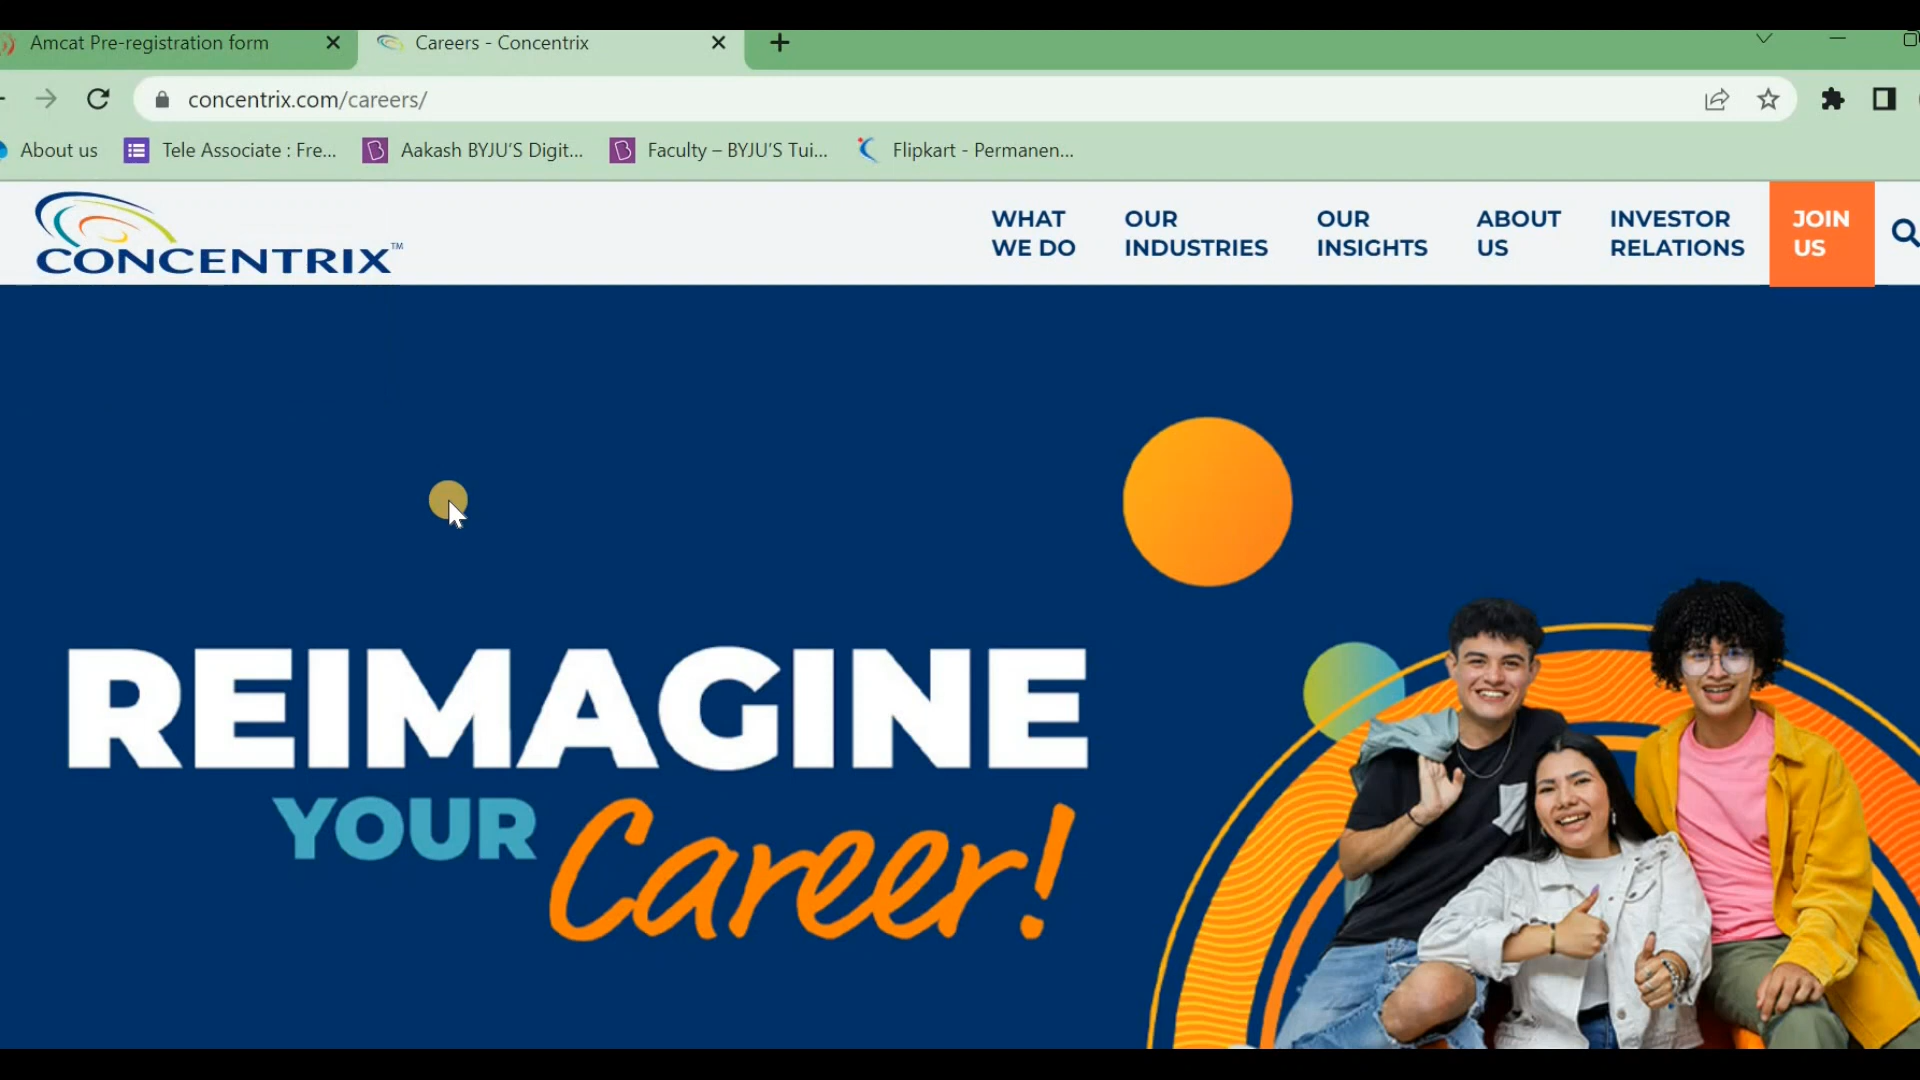 Amcat Pre-registration form
Careers - Concentrix
concentrix.com/careers/
About us
Tele Associate : Fre...
Aakash BYJU'S Digit...
Faculty – BYJU'S Tui...
Flipkart - Permanen...
CONCENTRIX™
WHAT
WE DO
OUR
INDUSTRIES
OUR
INSIGHTS
ABOUT
US
INVESTOR
RELATIONS
JOIN
US
REIMAGINE
YOUR Career!